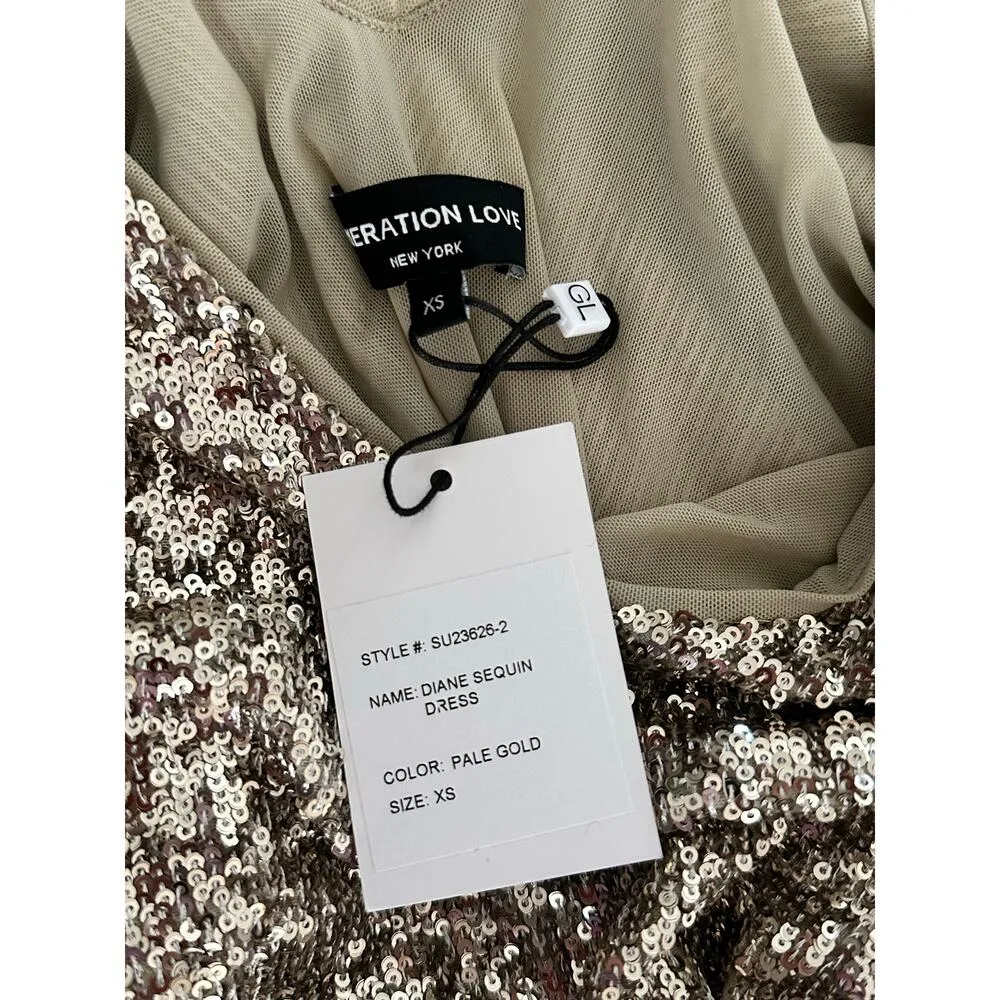 ERATION LOVE
NEW YORK
XS
GL
STYLE #: SU23626-2
NAME: DIANE SEQUIN
DRESS
COLOR: PALE GOLD
SIZE: XS